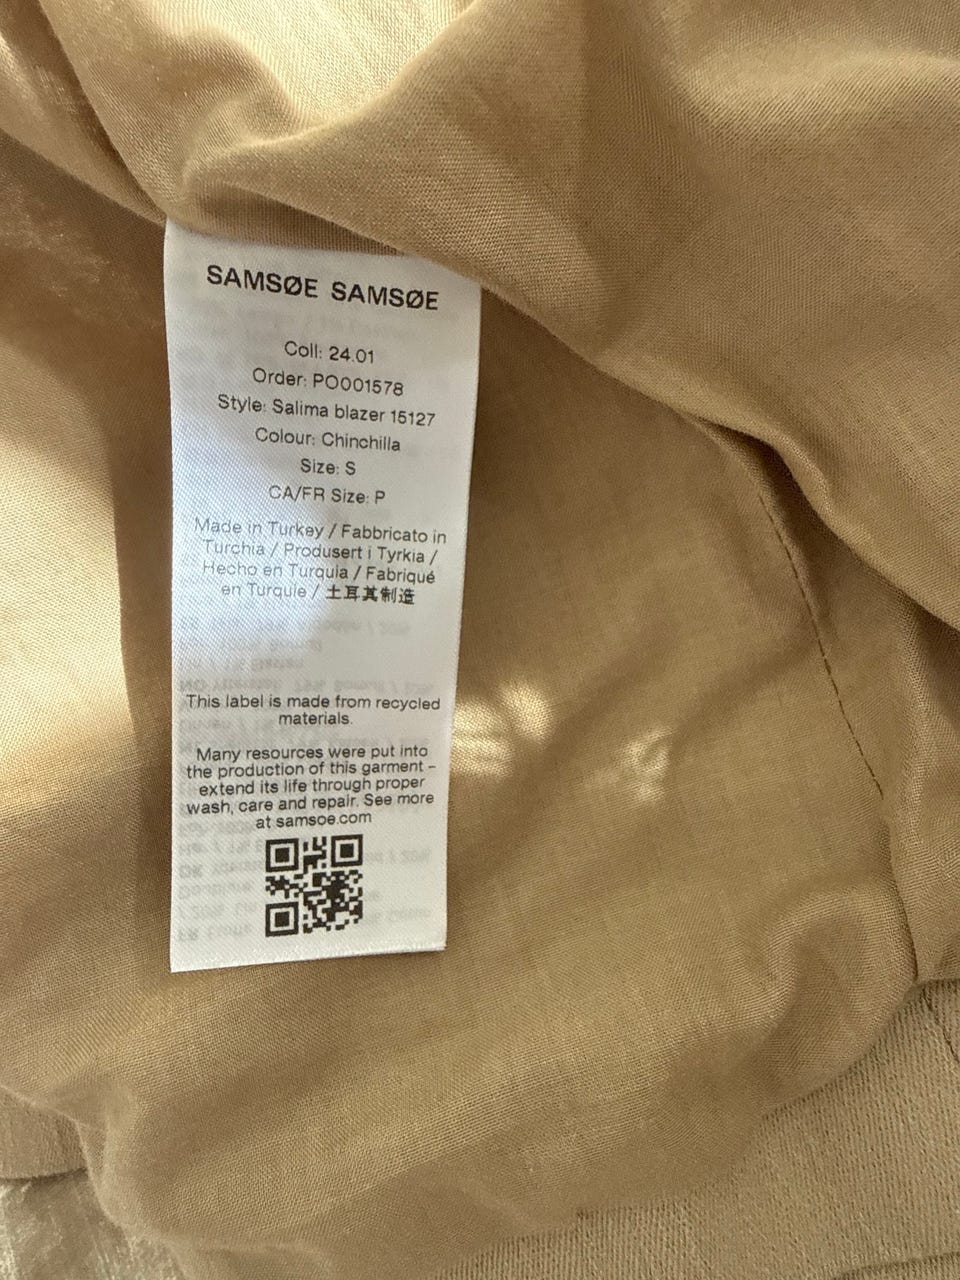 SAMSØE SAMSØE
Coll: 24.01
Order: PO001578
Style: Salima blazer 15127
Colour: Chinchilla
Size: S
CA/FR Size: P
Made in Turkey / Fabbricato in
Turchia / Produsert i Tyrkia /
Hecho en Turquia / Fabriqué
en Turquie / 土耳其制造
This label is made from recycled
materials.
Many resources were put into
the production of this garment –
extend its life through proper
wash, care and repair. See more
at samsoe.com